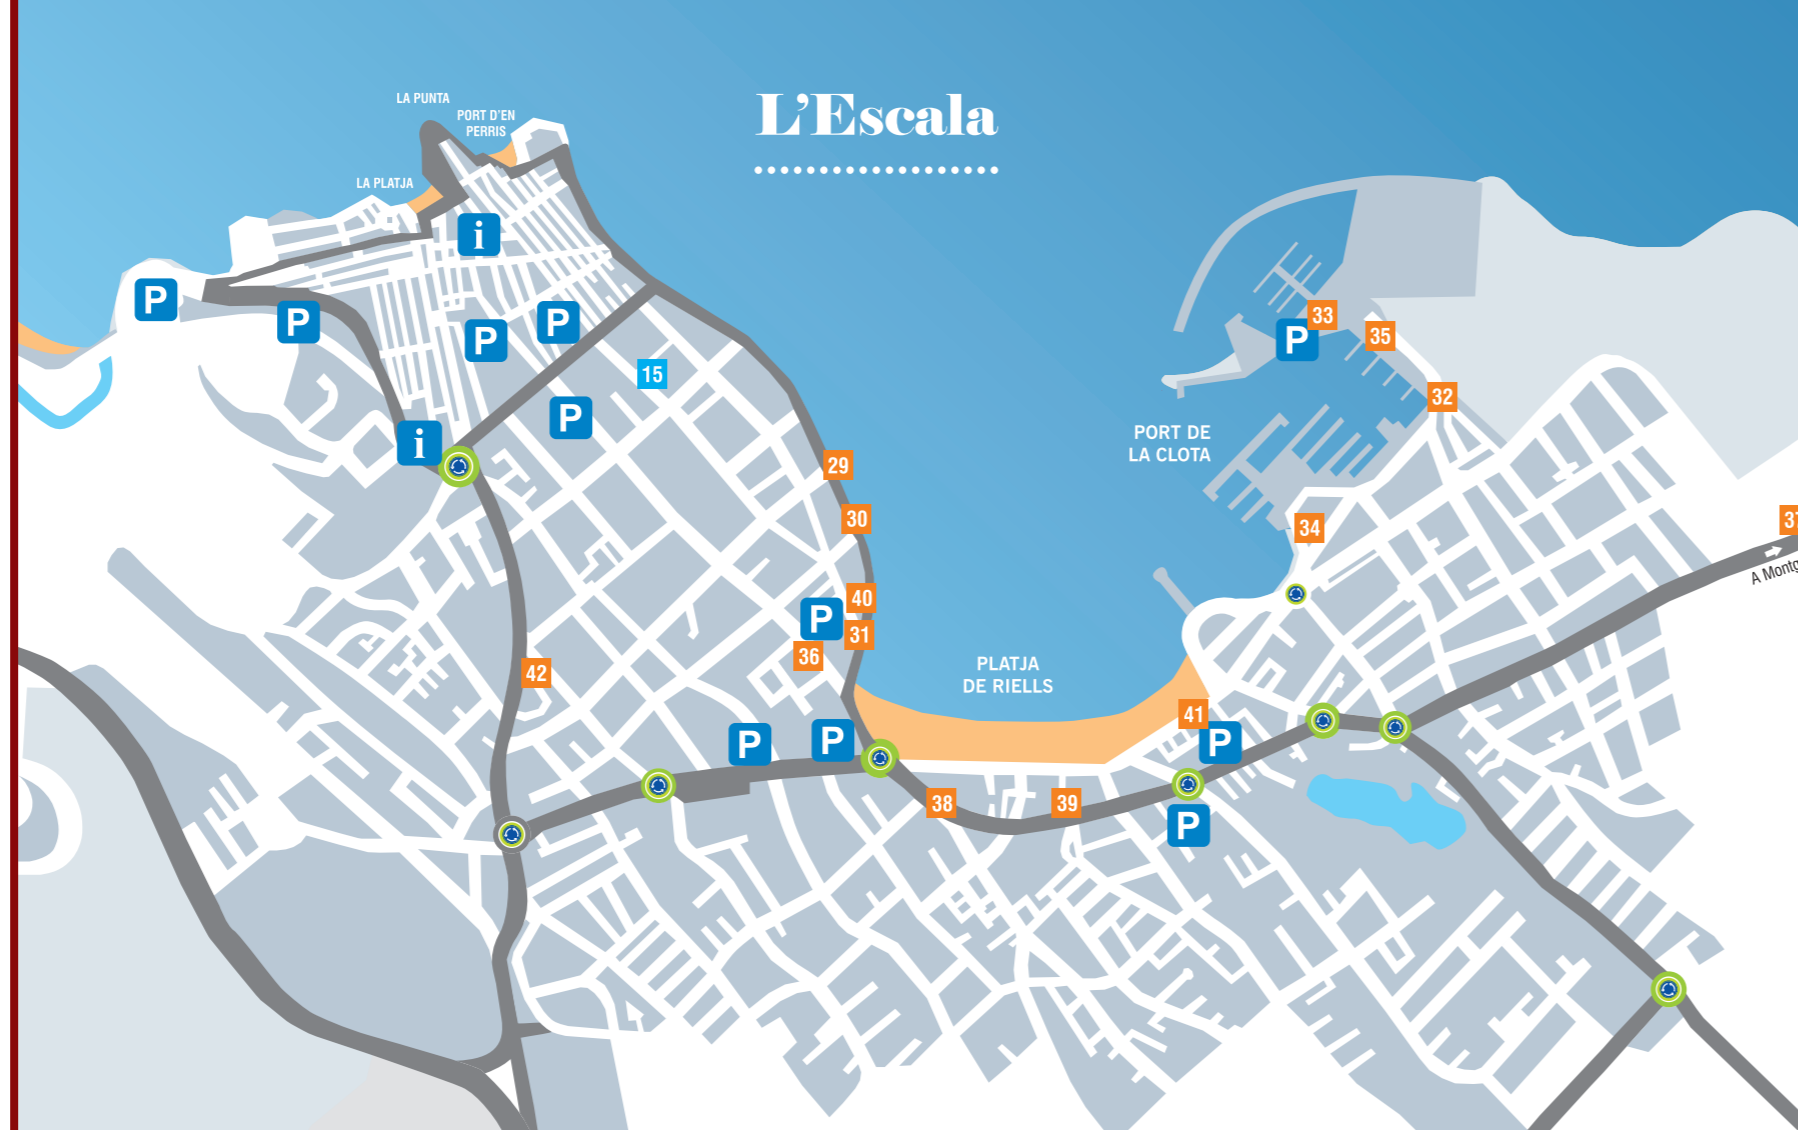 L'Escala
LA PUNTA
PORT D'EN
PERRIS
LA PLATJA
i
P
P
P
P
P
i
15
33
P
35
32
PORT DE
LA CLOTA
29
30
34
A Montg
40
P
31
36
42
PLATJA
DE RIELLS
41
P
P
P
38
39
P